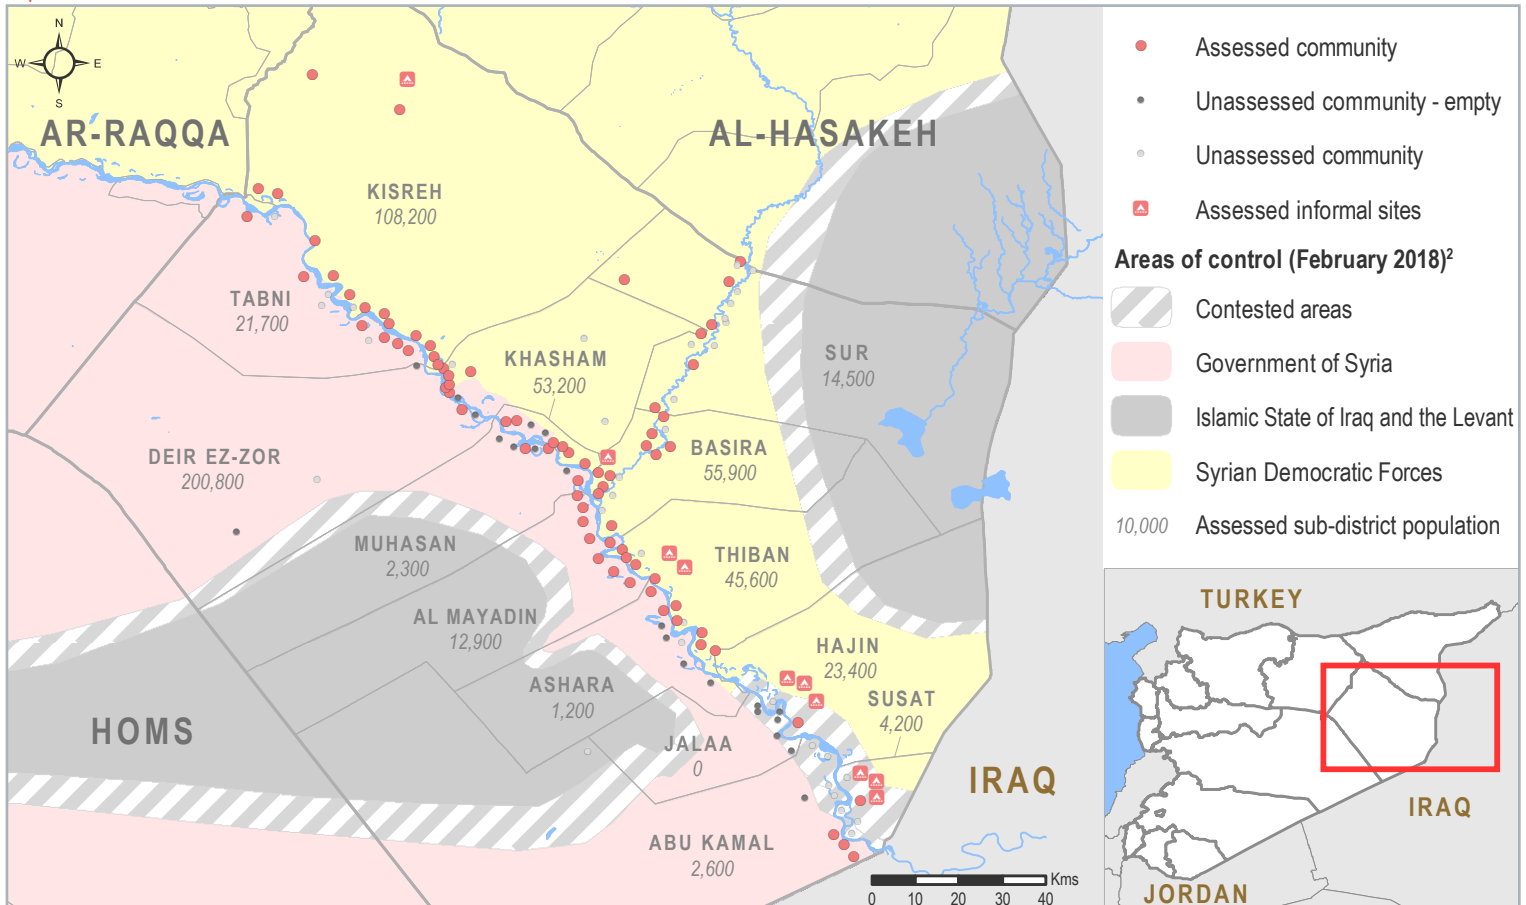 N
W
E
S
AR-RAQQA
AL-HASAKEH
KISREH
108,200
TABNI
21,700
KHASHAM
53,200
SUR
14,500
DEIR EZ-ZOR
200,800
BASIRA
55,900
MUHASAN
2,300
THIBAN
45,600
AL MAYADIN
12,900
HAJIN
23,400
ASHARA
1,200
SUSAT
4,200
HOMS
JALAA
0
IRAQ
ABU KAMAL
2,600
Kms
0 10 20 30 40
Assessed community
Unassessed community - empty
Unassessed community
Assessed informal sites
Areas of control (February 2018)²
Contested areas
Government of Syria
Islamic State of Iraq and the Levant
Syrian Democratic Forces
10,000 Assessed sub-district population
TURKEY
IRAQ
JORDAN